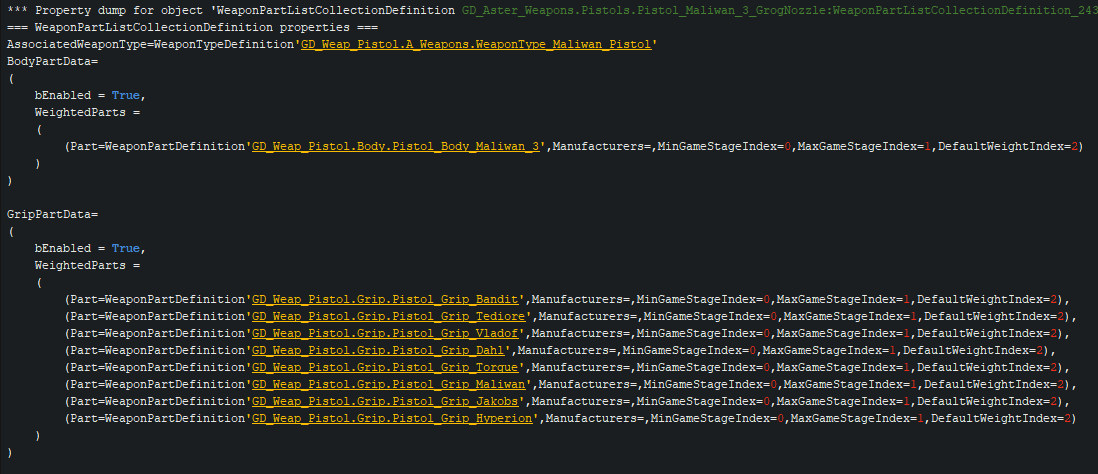 *** Property dump for object 'WeaponPartListCollectionDefinition GD_Aster_Weapons.Pistols.Pistol_Maliwan_3_GrogNozzle:WeaponPartListCollectionDefinition_243
=== WeaponPartListCollectionDefinition properties ===
AssociatedWeaponType=WeaponTypeDefinition'GD_Weap_Pistol.A_Weapons.WeaponType_Maliwan_Pistol'
BodyPartData=
(
    bEnabled = True,
    WeightedParts =
    (
        (Part=WeaponPartDefinition'GD_Weap_Pistol.Body.Pistol_Body_Maliwan_3',Manufacturers=,MinGameStageIndex=0,MaxGameStageIndex=1,DefaultWeightIndex=2)
    )
)
GripPartData=
(
    bEnabled = True,
    WeightedParts =
    (
        (Part=WeaponPartDefinition'GD_Weap_Pistol.Grip.Pistol_Grip_Bandit',Manufacturers=,MinGameStageIndex=0,MaxGameStageIndex=1,DefaultWeightIndex=2),
        (Part=WeaponPartDefinition'GD_Weap_Pistol.Grip.Pistol_Grip_Tediore',Manufacturers=,MinGameStageIndex=0,MaxGameStageIndex=1,DefaultWeightIndex=2),
        (Part=WeaponPartDefinition'GD_Weap_Pistol.Grip.Pistol_Grip_Vladof',Manufacturers=,MinGameStageIndex=0,MaxGameStageIndex=1,DefaultWeightIndex=2),
        (Part=WeaponPartDefinition'GD_Weap_Pistol.Grip.Pistol_Grip_Dahl',Manufacturers=,MinGameStageIndex=0,MaxGameStageIndex=1,DefaultWeightIndex=2),
        (Part=WeaponPartDefinition'GD_Weap_Pistol.Grip.Pistol_Grip_Torgue',Manufacturers=,MinGameStageIndex=0,MaxGameStageIndex=1,DefaultWeightIndex=2),
        (Part=WeaponPartDefinition'GD_Weap_Pistol.Grip.Pistol_Grip_Maliwan',Manufacturers=,MinGameStageIndex=0,MaxGameStageIndex=1,DefaultWeightIndex=2),
        (Part=WeaponPartDefinition'GD_Weap_Pistol.Grip.Pistol_Grip_Jakobs',Manufacturers=,MinGameStageIndex=0,MaxGameStageIndex=1,DefaultWeightIndex=2),
        (Part=WeaponPartDefinition'GD_Weap_Pistol.Grip.Pistol_Grip_Hyperion',Manufacturers=,MinGameStageIndex=0,MaxGameStageIndex=1,DefaultWeightIndex=2)
    )
)